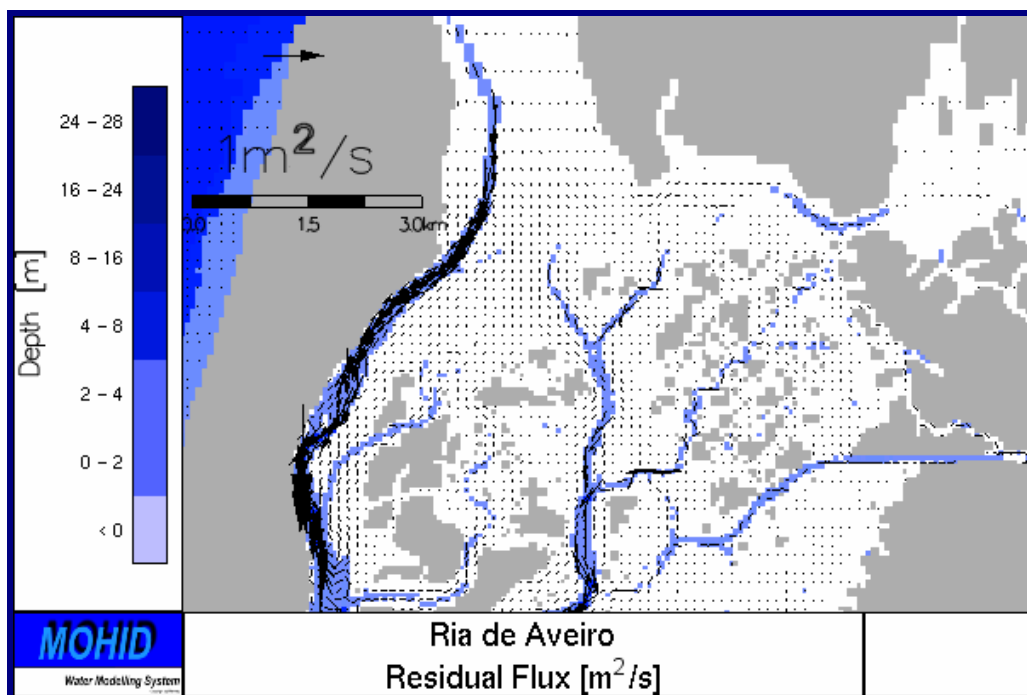 1m²/s
0.0 1.5 3.0km
Depth [m]
24 - 28
16 - 24
8 - 16
4 - 8
2 - 4
0 - 2
< 0
MOHID
Water Modelling System
Ria de Aveiro
Residual Flux [m²/s]